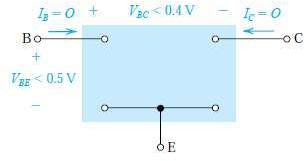 I_B = 0 + V_BC < 0.4 V − I_C = 0
B C
+
V_BE < 0.5 V
−
E